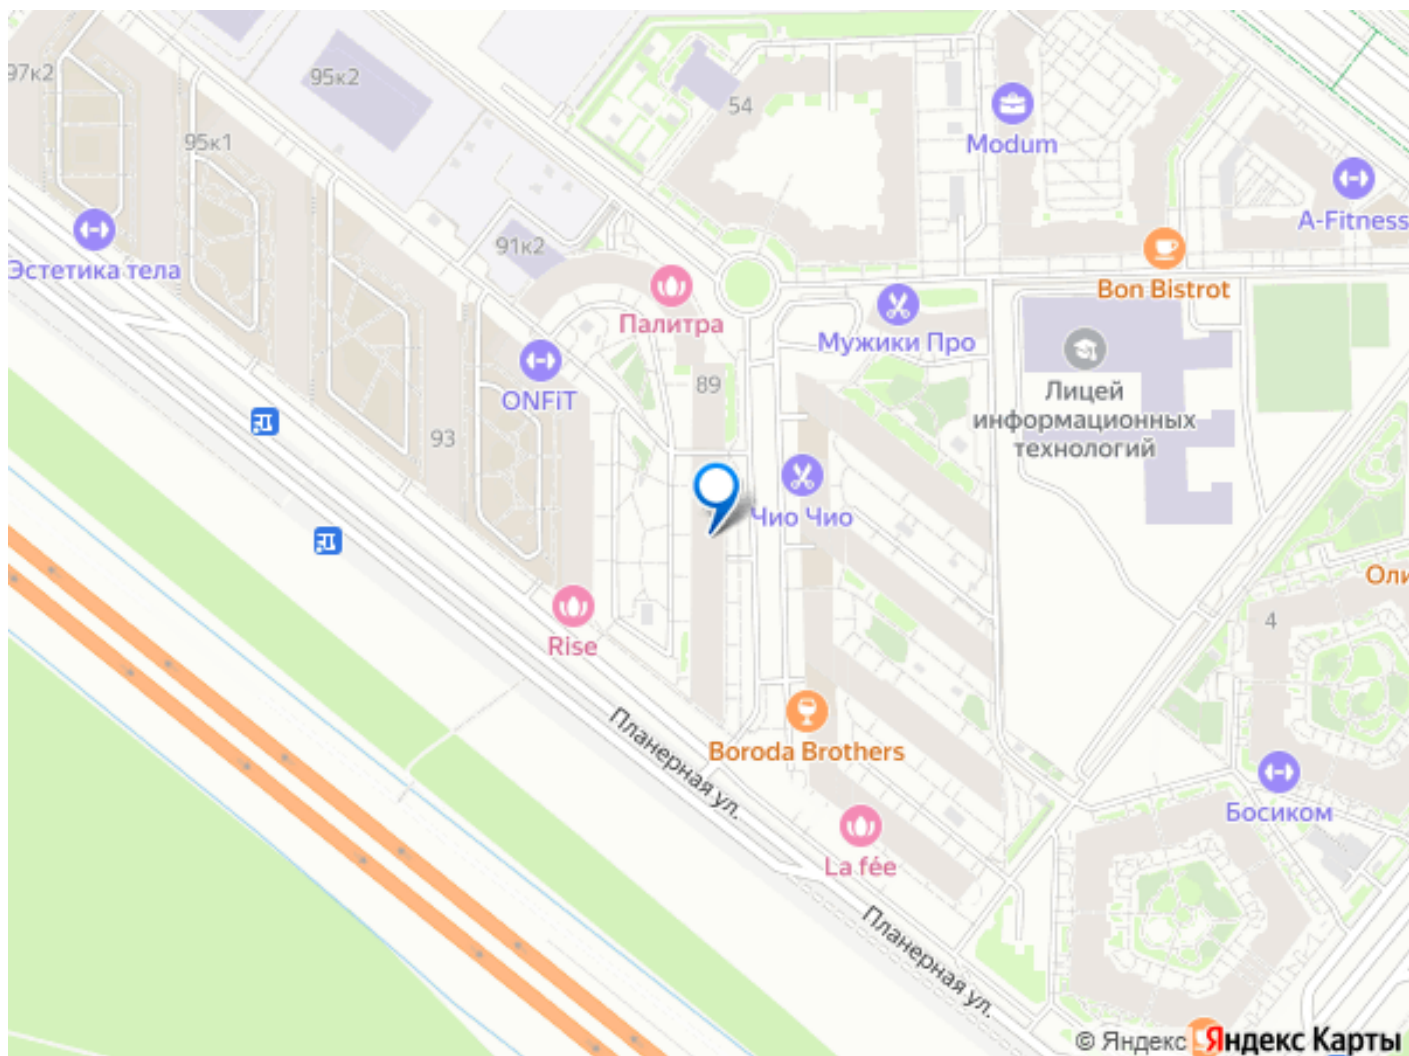 97к2
95к2
54
Modum
95к1
A-Fitness
Эстетика тела
91к2
Bon Bistrot
Палитра
Мужики Про
89
ONFiT
Лицей
информационных
технологий
93
Чио Чио
Оли
4
Rise
Планерная ул.
Boroda Brothers
Босиком
La fée
Планерная ул.
© Яндекс Яндекс Карты